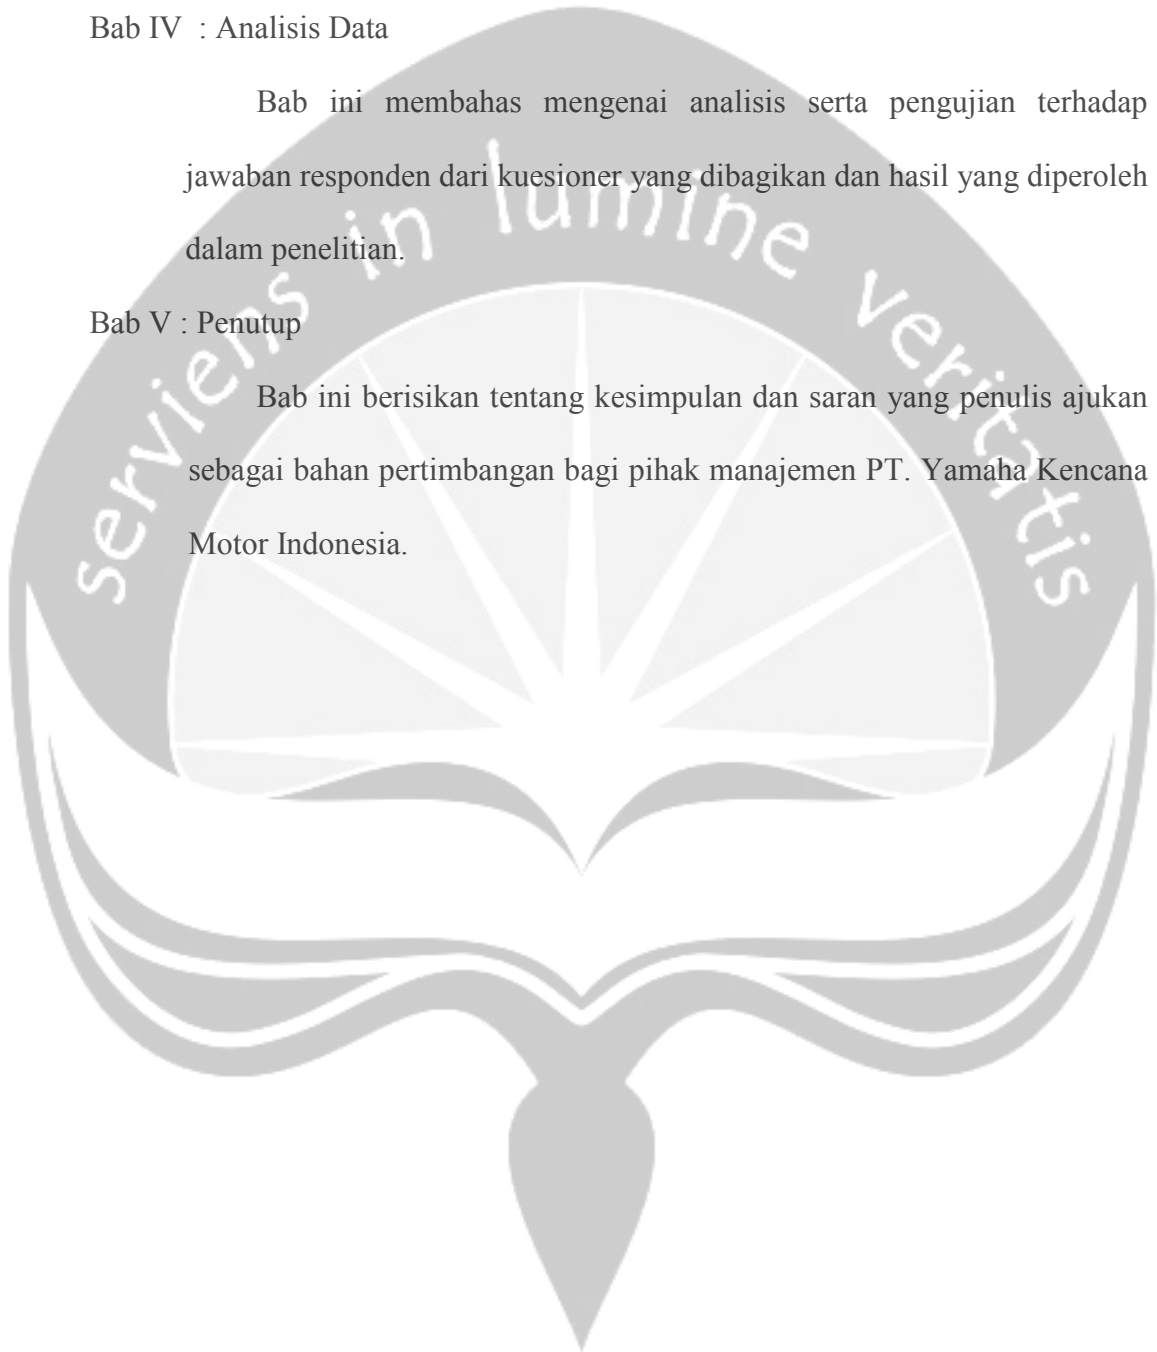 Bab IV : Analisis Data
Bab ini membahas mengenai analisis serta pengujian terhadap
jawaban responden dari kuesioner yang dibagikan dan hasil yang diperoleh
dalam penelitian.
Bab V : Penutup
Bab ini berisikan tentang kesimpulan dan saran yang penulis ajukan
sebagai bahan pertimbangan bagi pihak manajemen PT. Yamaha Kencana
Motor Indonesia.
serviens in lumine veritatis